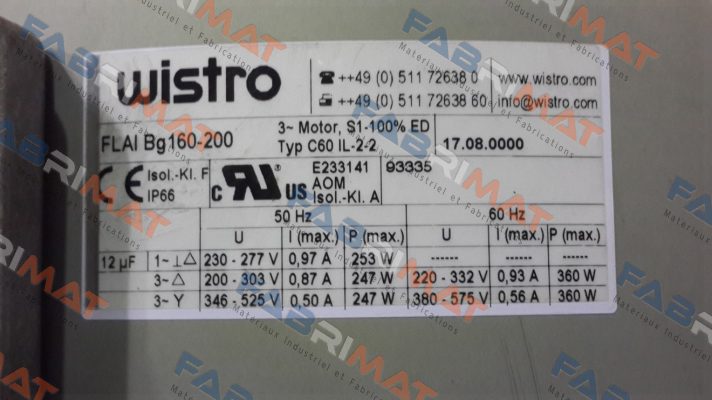 wistro
☎ ++49 (0) 511 72638 0 www.wistro.com
++49 (0) 511 72638 60 info@wistro.com
FLAI Bg160-200 3~ Motor, S1-100% ED
Typ C60 IL-2-2 17.08.0000
CE Isol.-Kl. F
IP66
c RU US
E233141 93335
AOM
Isol.-Kl. A
50 Hz 60 Hz
U I (max.) P (max.) U I (max.) P (max.)
12 µF 1~ ⊥ △ 230 - 277 V 0,97 A 253 W ------ ------ ------
3~ △ 200 - 303 V 0,87 A 247 W 220 - 332 V 0,93 A 360 W
3~ Y 346 - 525 V 0,50 A 247 W 380 - 575 V 0,56 A 360 W
FABRIMAT
Materiaux Industriel et Fabrications